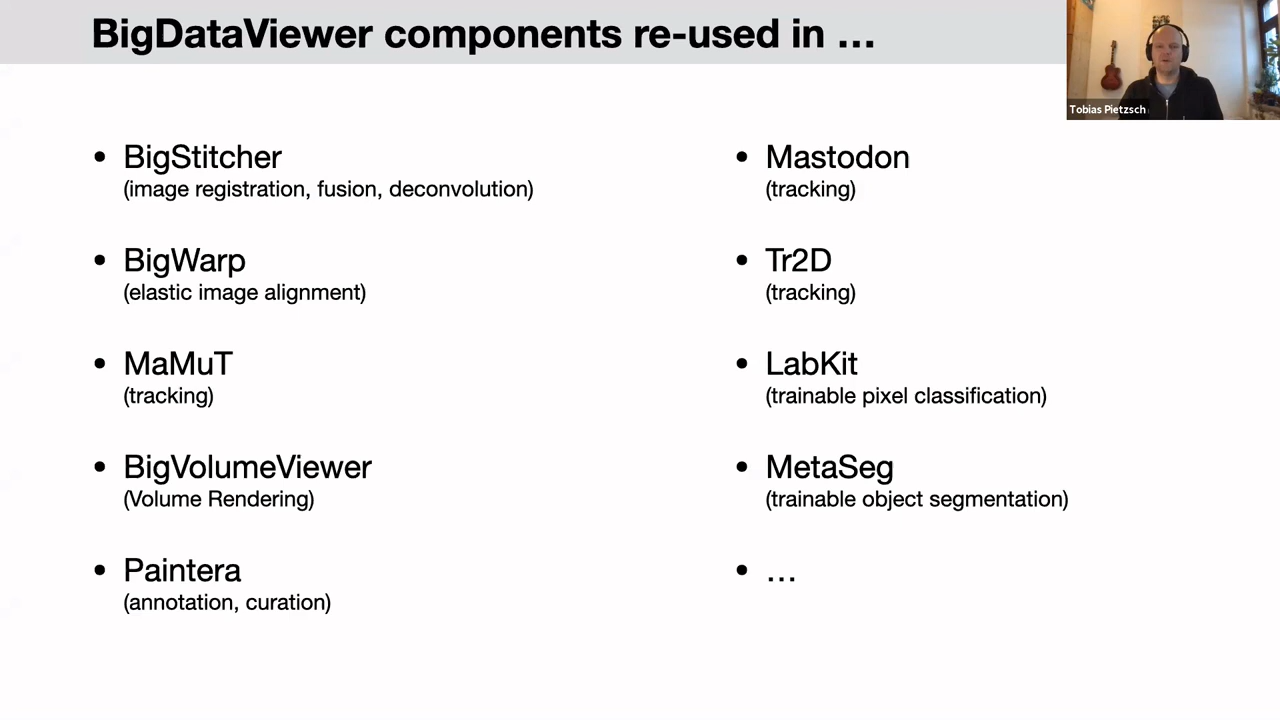 BigDataViewer components re-used in ...
Tobias Pietzsch
• BigStitcher
(image registration, fusion, deconvolution)
• BigWarp
(elastic image alignment)
• MaMuT
(tracking)
• BigVolumeViewer
(Volume Rendering)
• Paintera
(annotation, curation)
• Mastodon
(tracking)
• Tr2D
(tracking)
• LabKit
(trainable pixel classification)
• MetaSeg
(trainable object segmentation)
• ...